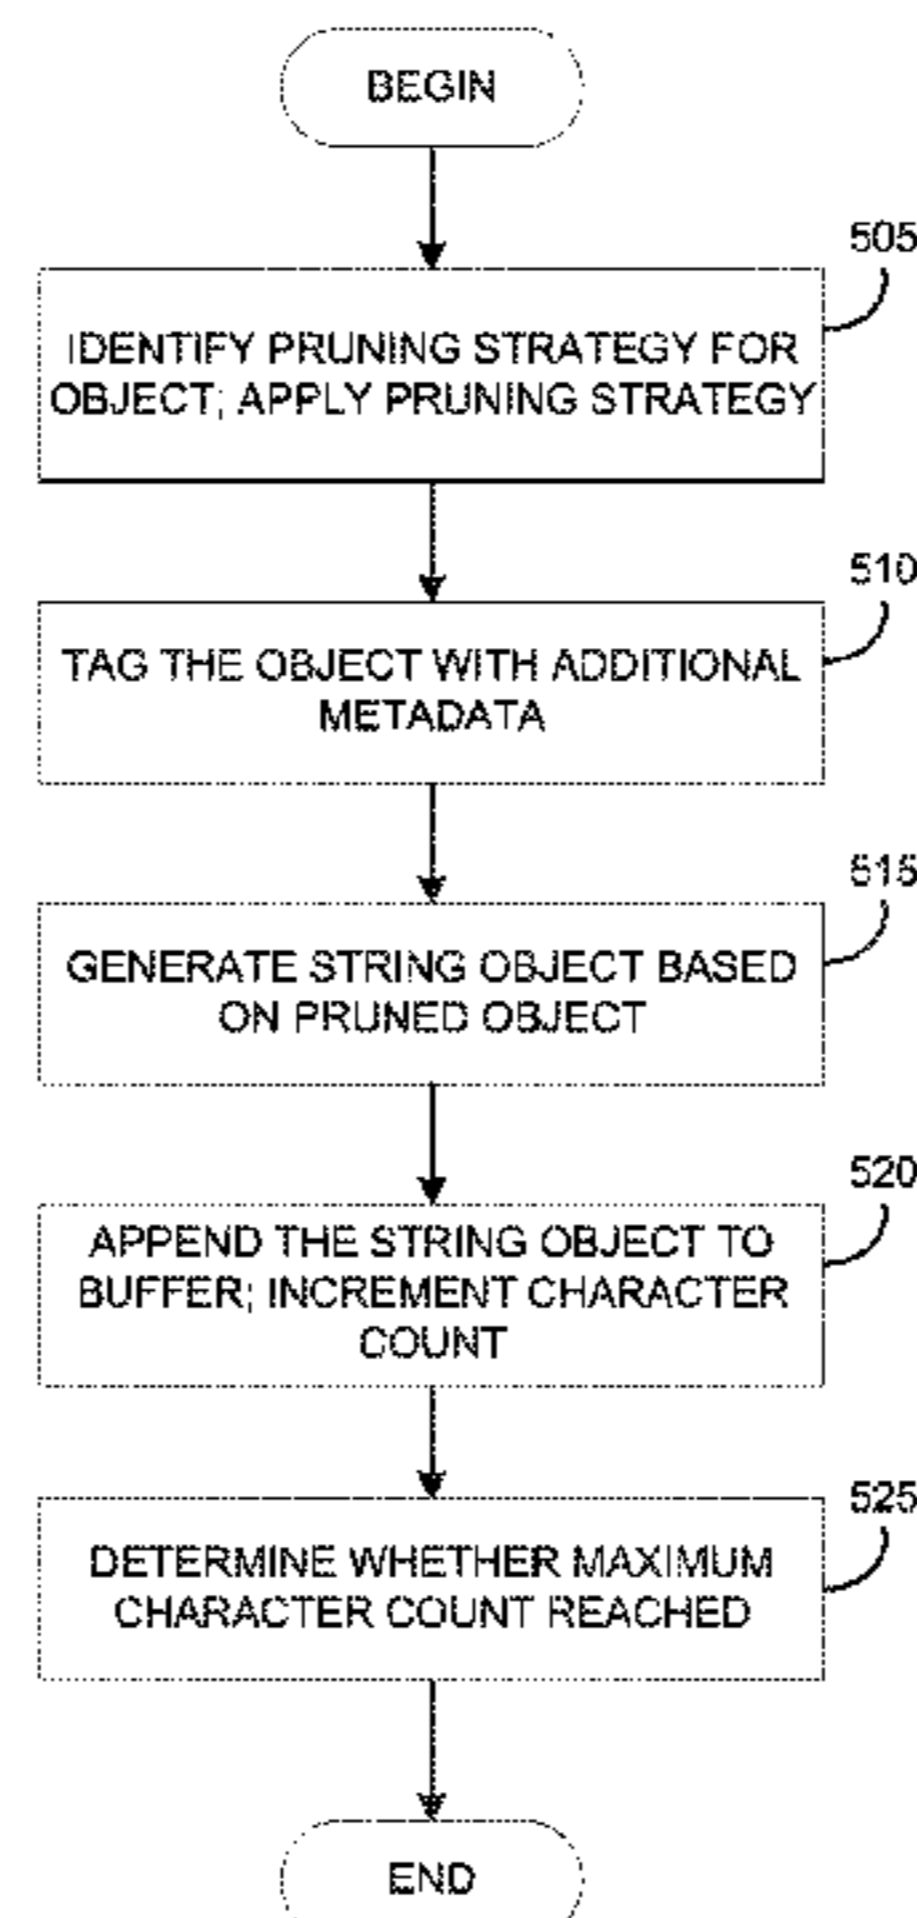 BEGIN
505
IDENTIFY PRUNING STRATEGY FOR
OBJECT; APPLY PRUNING STRATEGY
510
TAG THE OBJECT WITH ADDITIONAL
METADATA
515
GENERATE STRING OBJECT BASED
ON PRUNED OBJECT
520
APPEND THE STRING OBJECT TO
BUFFER; INCREMENT CHARACTER
COUNT
525
DETERMINE WHETHER MAXIMUM
CHARACTER COUNT REACHED
END